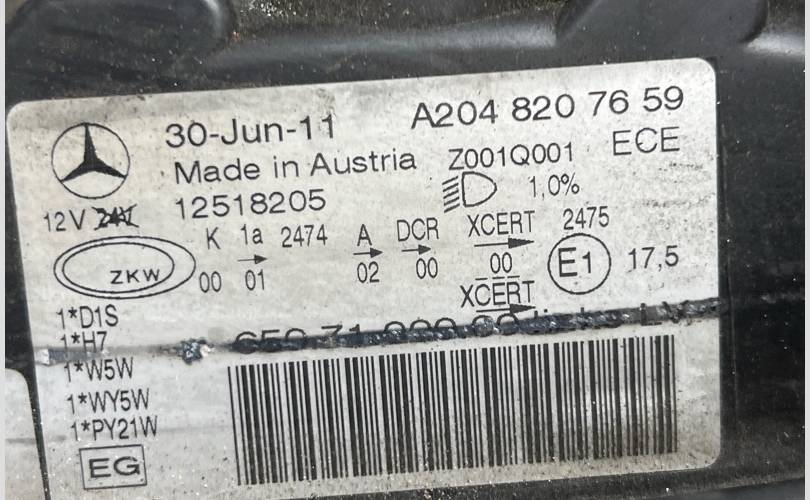 30-Jun-11 A204 820 76 59
Made in Austria Z001Q001 ECE
12518205 1,0%
12V 24V
K 1a 2474 A DCR XCERT 2475
00 01 02 00 00 E1 17,5
ZKW XCERT
1*D1S
1*H7
1*W5W
1*WY5W
1*PY21W
EG